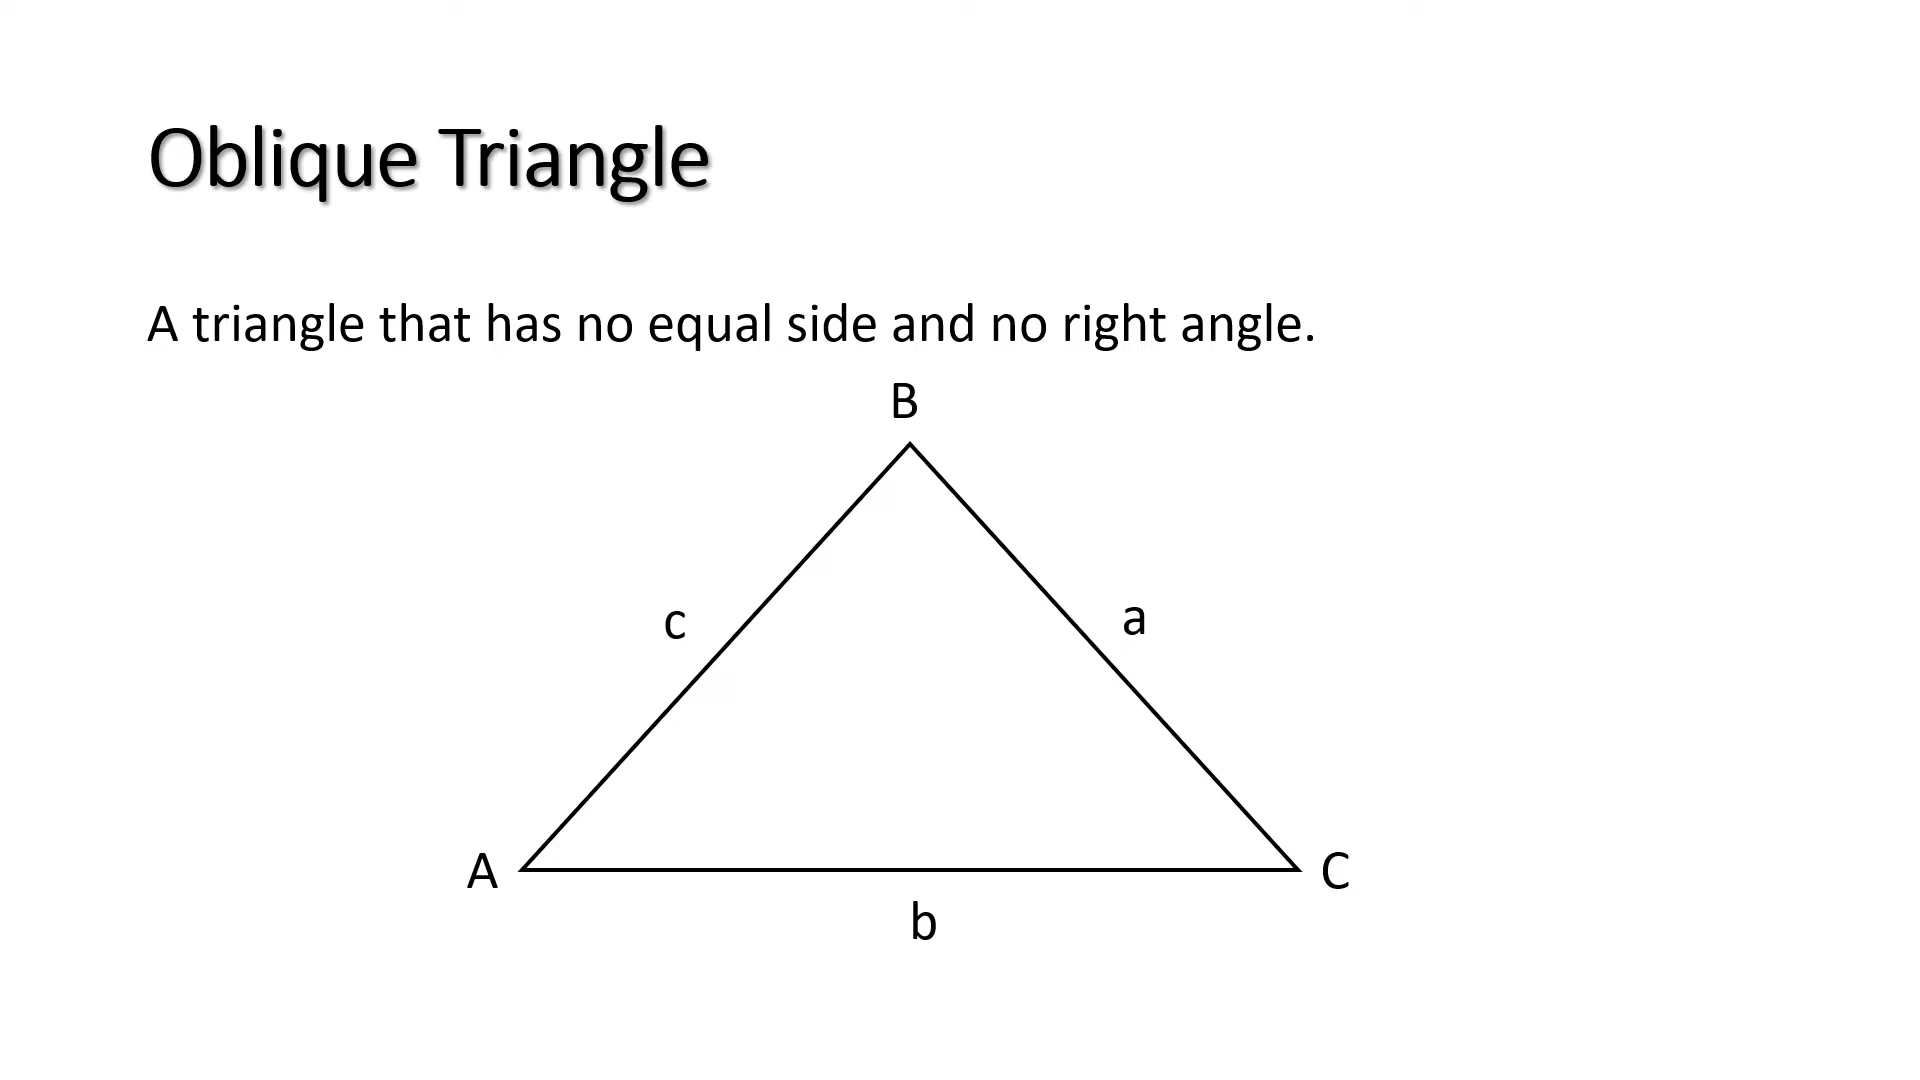 Oblique Triangle
A triangle that has no equal side and no right angle.
B
c
a
A
C
b